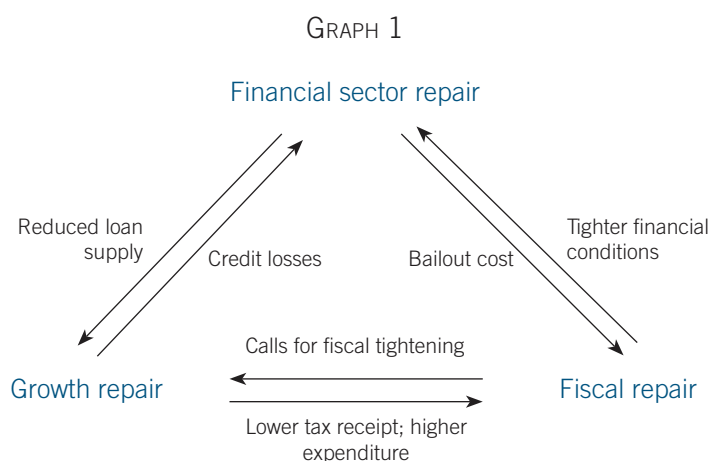 GRAPH 1
Financial sector repair
Reduced loan
supply
Credit losses
Bailout cost
Tighter financial
conditions
Calls for fiscal tightening
Growth repair
Fiscal repair
Lower tax receipt; higher
expenditure